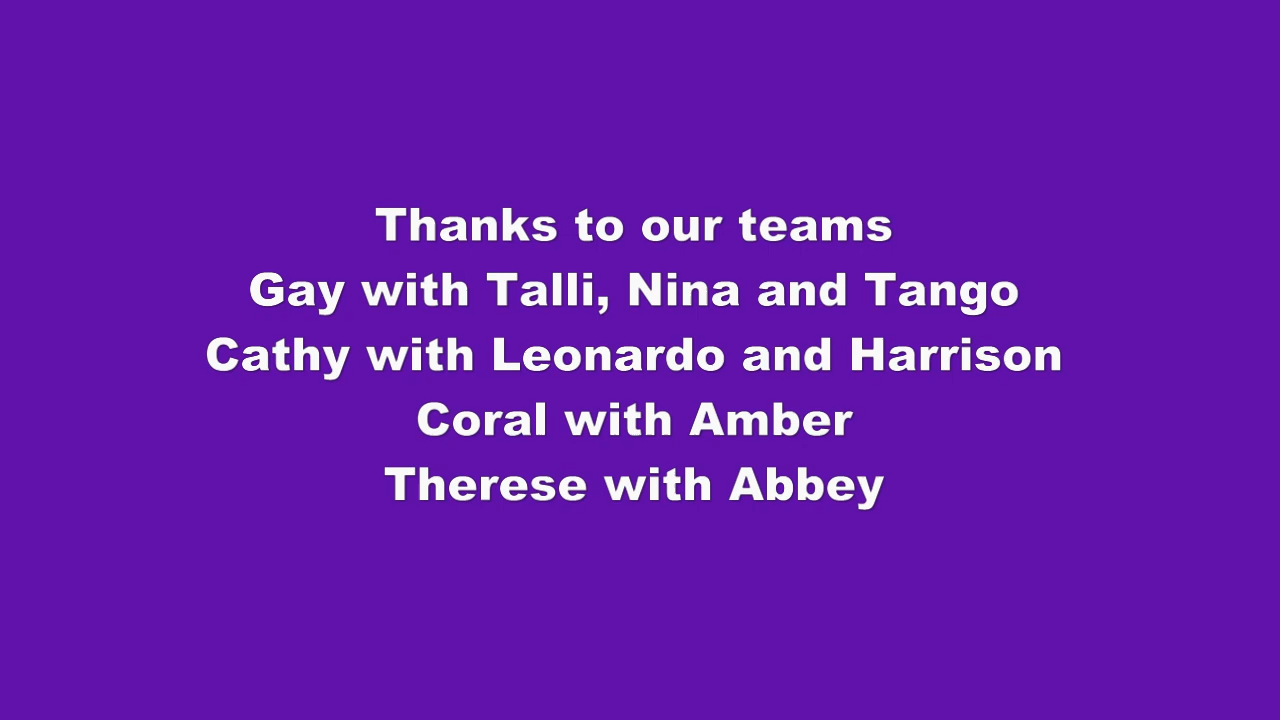 Thanks to our teams
Gay with Talli, Nina and Tango
Cathy with Leonardo and Harrison
Coral with Amber
Therese with Abbey